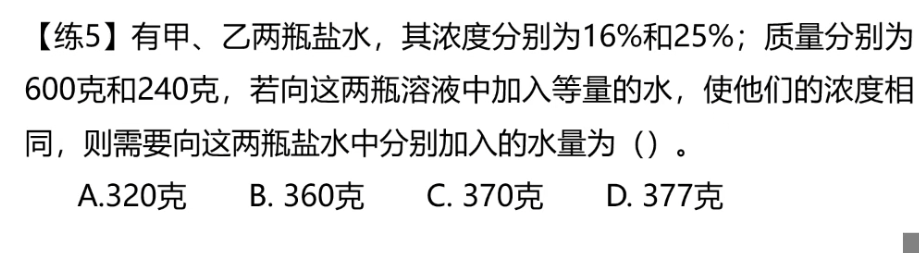 【练5】有甲、乙两瓶盐水，其浓度分别为16%和25%；质量分别为
600克和240克，若向这两瓶溶液中加入等量的水，使他们的浓度相
同，则需要向这两瓶盐水中分别加入的水量为（）。
A.320克 B. 360克 C. 370克 D. 377克